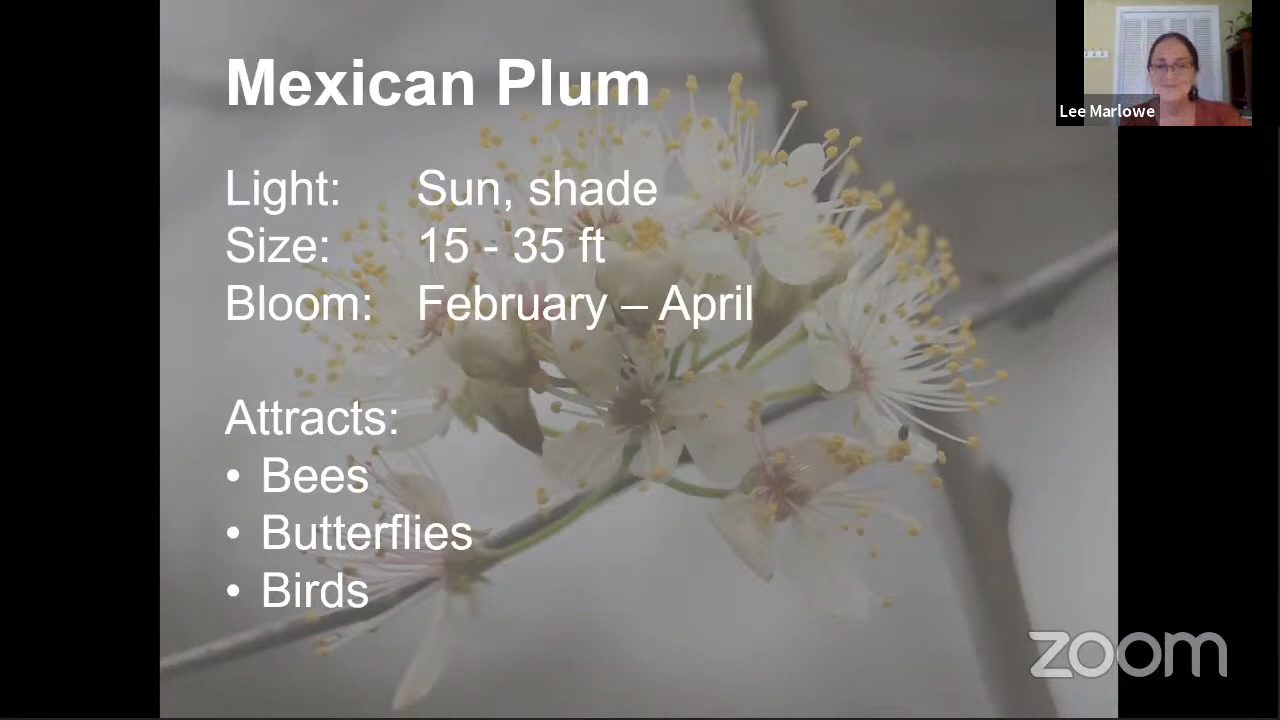 Mexican Plum
Lee Marlowe
Light: Sun, shade
Size: 15 - 35 ft
Bloom: February – April
Attracts:
• Bees
• Butterflies
• Birds
zoom